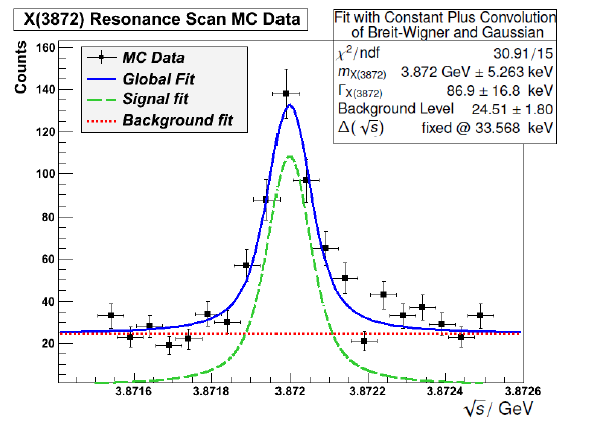 X(3872) Resonance Scan MC Data
Fit with Constant Plus Convolution
of Breit-Wigner and Gaussian
χ²/ndf 30.91/15
m_X(3872) 3.872 GeV ± 5.263 keV
Γ_X(3872) 86.9 ± 16.8 keV
Background Level 24.51 ± 1.80
Δ(√s) fixed @ 33.568 keV
MC Data
Global Fit
Signal fit
Background fit
Counts
160
140
120
100
80
60
40
20
3.8716 3.8718 3.872 3.8722 3.8724 3.8726
√s/ GeV